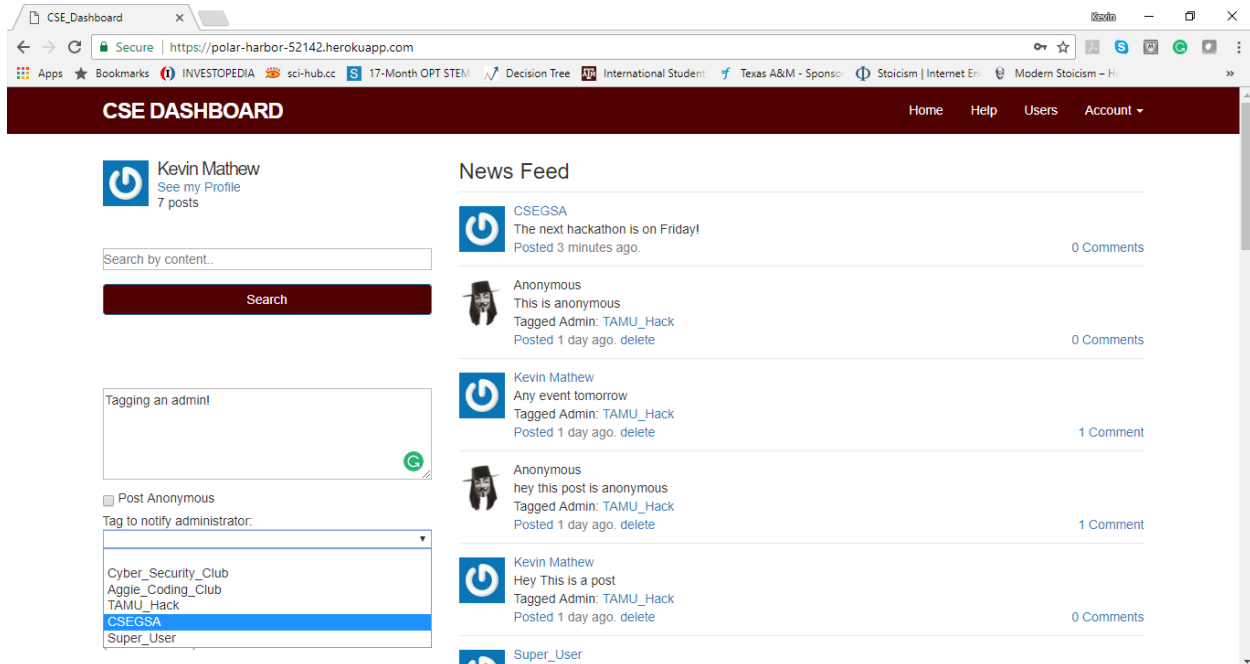 CSE_Dashboard
Kevin
Secure | https://polar-harbor-52142.herokuapp.com
Apps Bookmarks INVESTOPEDIA sci-hub.cc 17-Month OPT STEM Decision Tree International Student Texas A&M - Sponso Stoicism | Internet En Modern Stoicism – H
CSE DASHBOARD Home Help Users Account
Kevin Mathew
See my Profile
7 posts
Search by content..
Search
Tagging an admin!
Post Anonymous
Tag to notify administrator:
Cyber_Security_Club
Aggie_Coding_Club
TAMU_Hack
CSEGSA
Super_User
News Feed
CSEGSA
The next hackathon is on Friday!
Posted 3 minutes ago. 0 Comments
Anonymous
This is anonymous
Tagged Admin: TAMU_Hack
Posted 1 day ago. delete 0 Comments
Kevin Mathew
Any event tomorrow
Tagged Admin: TAMU_Hack
Posted 1 day ago. delete 1 Comment
Anonymous
hey this post is anonymous
Tagged Admin: TAMU_Hack
Posted 1 day ago. delete 1 Comment
Kevin Mathew
Hey This is a post
Tagged Admin: TAMU_Hack
Posted 1 day ago. delete 0 Comments
Super_User